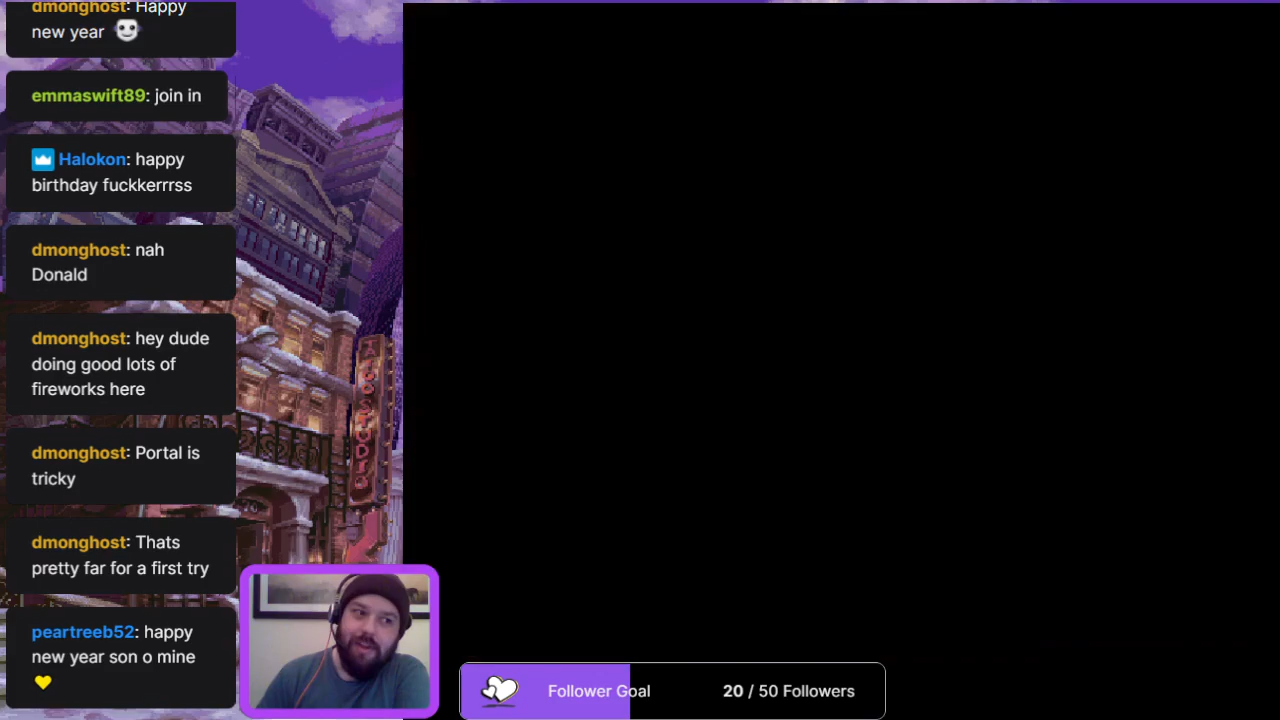 dmonghost: Happy
new year
emmaswift89: join in
Halokon: happy
birthday fuckkerrrss
dmonghost: nah
Donald
dmonghost: hey dude
doing good lots of
fireworks here
dmonghost: Portal is
tricky
dmonghost: Thats
pretty far for a first try
peartreeb52: happy
new year son o mine
Follower Goal 20 / 50 Followers